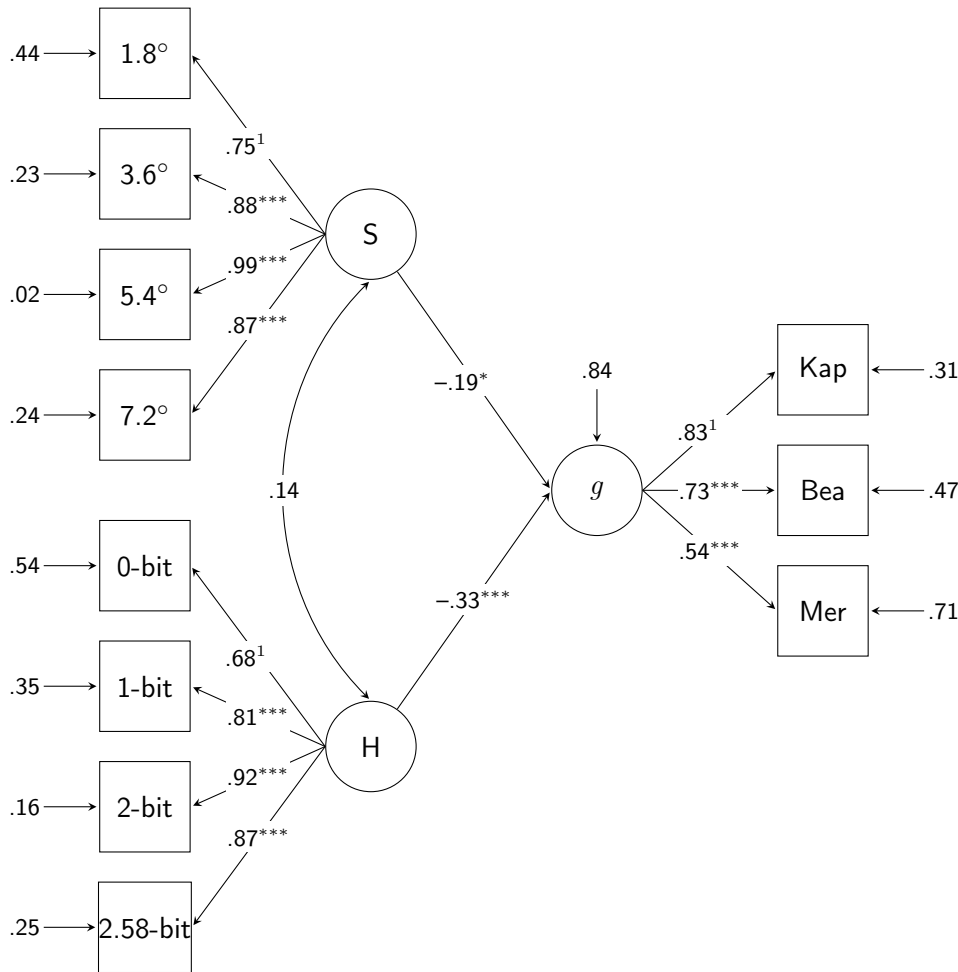 .44 1.8°
.75¹
.23 3.6°
.88***
S
.02 5.4°
.99***
.87***
.24 7.2°
–.19*
.84
Kap .31
.83¹
.14
g
.73*** Bea .47
.54***
.54 0-bit
–.33***
Mer .71
.68¹
.35 1-bit
.81***
H
.92***
.16 2-bit
.87***
.25 2.58-bit